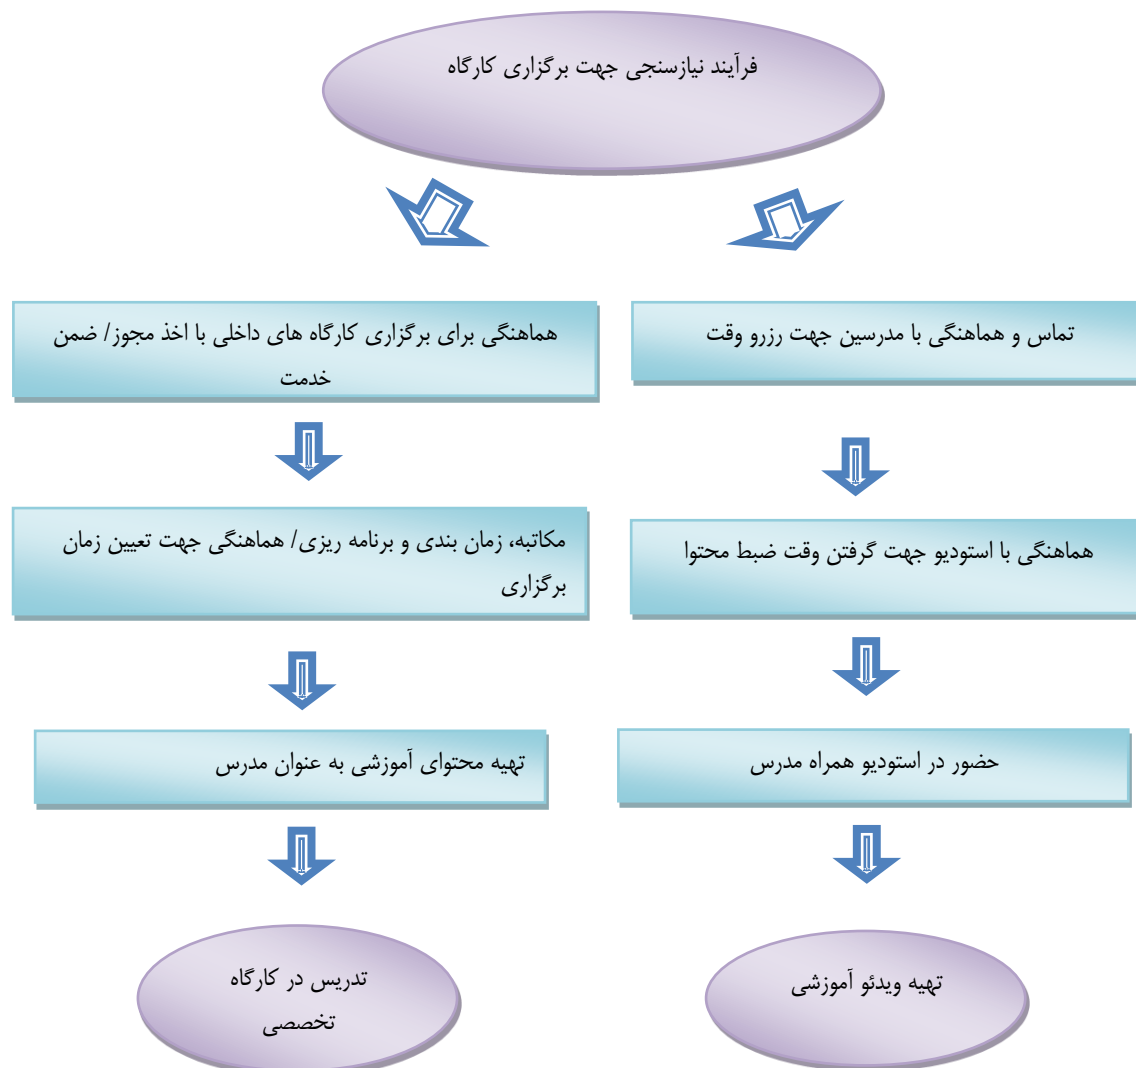 فرآیند نیازسنجی جهت برگزاری کارگاه
تماس و هماهنگی با مدرسین جهت رزرو وقت
هماهنگی با استودیو جهت گرفتن وقت ضبط محتوا
حضور در استودیو همراه مدرس
تهیه ویدئو آموزشی
هماهنگی برای برگزاری کارگاه های داخلی با اخذ مجوز/ ضمن
خدمت
مکاتبه، زمان بندی و برنامه ریزی/ هماهنگی جهت تعیین زمان
برگزاری
تهیه محتوای آموزشی به عنوان مدرس
تدریس در کارگاه
تخصصی